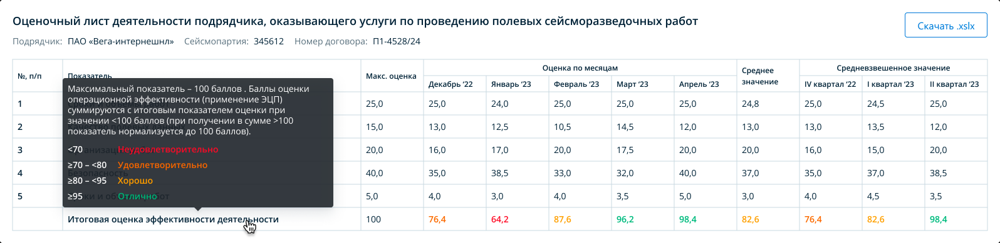 Оценочный лист деятельности подрядчика, оказывающего услуги по проведению полевых сейсморазведочных работ
Скачать .xslx
Подрядчик: ПАО «Вега-интернешнл» Сейсмопартия: 345612 Номер договора: П1-4528/24
№, п/п Показатель Макс. оценка Оценка по месяцам Среднее значение Средневзвешенное значение
Декабрь ‘22 Январь ‘23 Февраль ‘23 Март ‘23 Апрель ‘23 IV квартал ‘22 I квартал ‘23 II квартал ‘23
Максимальный показатель – 100 баллов . Баллы оценки
операционной эффективности (применение ЭЦП)
суммируются с итоговым показателем оценки при
значении <100 баллов (при получении в сумме >100
показатель нормализуется до 100 баллов).
<70 Неудовлетворительно
≥70 – <80 Удовлетворительно
≥80 – <95 Хорошо
≥95 Отлично
1 25,0 25,0 24,0 25,0 25,0 25,0 24,8 25,0 24,5 25,0
2 15,0 13,0 12,5 10,5 14,5 12,0 13,0 13,0 13,5 12,0
3 20,0 16,0 17,0 20,0 17,5 20,0 20,0 16,0 15,0 20,0
4 Безопасность 40,0 35,0 38,5 33,0 32,0 40,0 37,0 35,0 37,0 38,5
5 5,0 4,0 3,0 4,0 3,5 5,0 3,0 4,0 4,5 3,5
Итоговая оценка эффективности деятельности 100 76,4 64,2 87,6 96,2 98,4 82,6 76,4 82,6 98,4